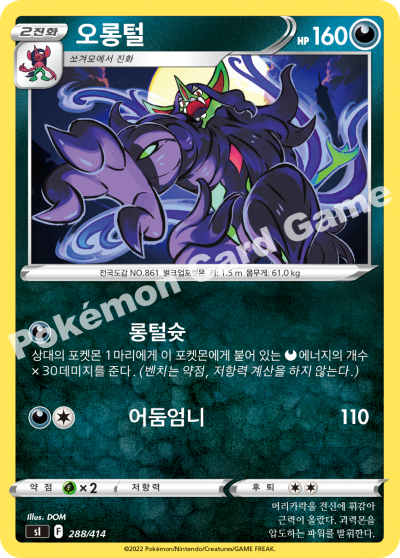 2진화 오롱털 HP 160
쏘겨모에서 진화
전국도감 NO.861 벌크업포켓몬 키: 1.5 m 몸무게: 61.0 kg
Pokémon Card Game
롱털숏
상대의 포켓몬 1마리에게 이 포켓몬에게 붙어 있는 에너지의 개수
×30데미지를 준다. (벤치는 약점, 저항력 계산을 하지 않는다.)
어둠엄니 110
약점 ×2 저항력 후퇴
Illus. DOM
sI F 288/414
머리카락을 전신에 휘감아
근력이 올랐다. 괴력몬을
압도하는 파워를 발휘한다.
©2022 Pokémon/Nintendo/Creatures/GAME FREAK.